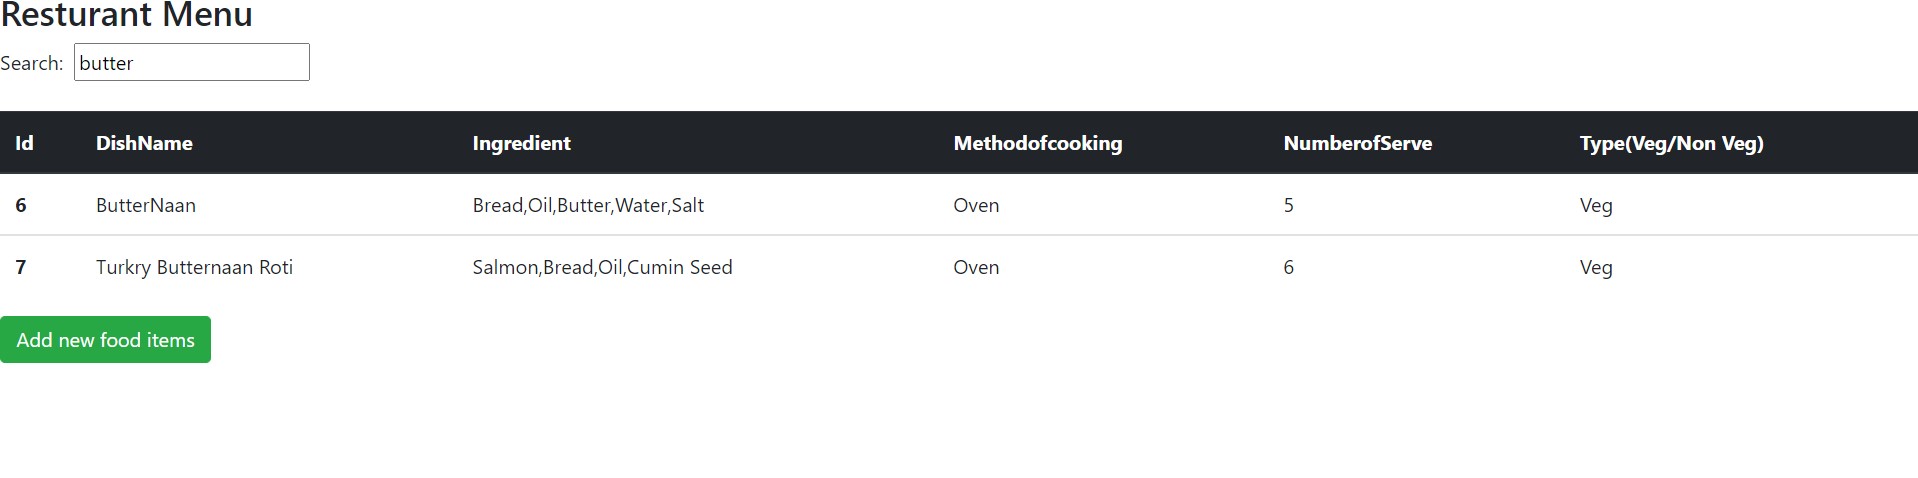 Resturant Menu
Search: butter
Id DishName Ingredient Methodofcooking NumberofServe Type(Veg/Non Veg)
6 ButterNaan Bread,Oil,Butter,Water,Salt Oven 5 Veg
7 Turkry Butternaan Roti Salmon,Bread,Oil,Cumin Seed Oven 6 Veg
Add new food items